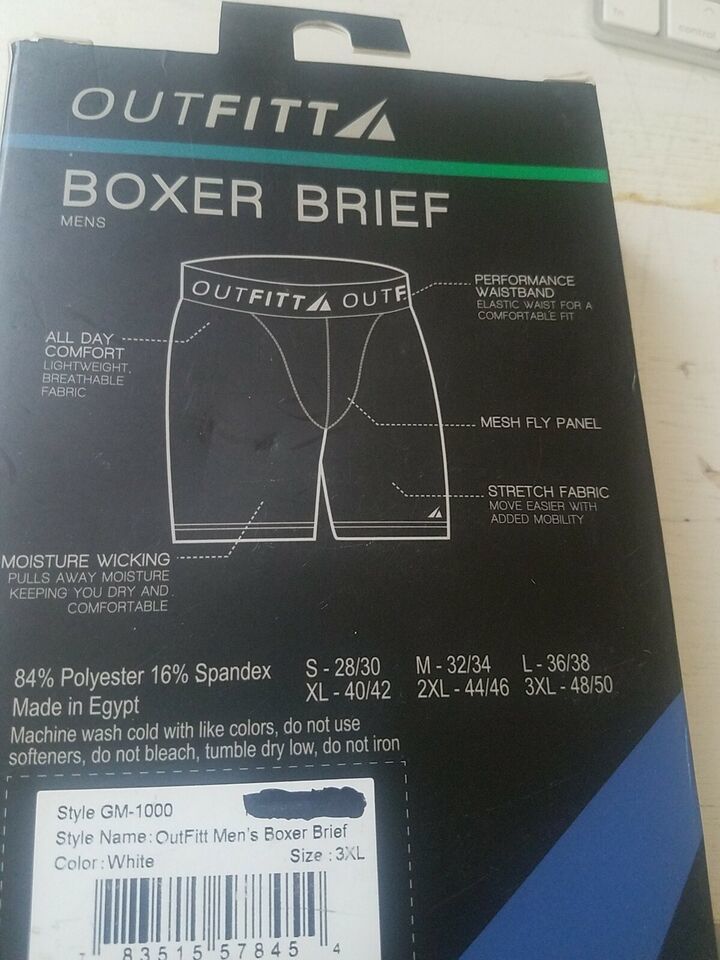 OUTFITT
BOXER BRIEF
MENS
OUTFITT OUTF
PERFORMANCE
WAISTBAND
ELASTIC WAIST FOR A
COMFORTABLE FIT
ALL DAY
COMFORT
LIGHTWEIGHT,
BREATHABLE
FABRIC
MESH FLY PANEL
STRETCH FABRIC
MOVE EASIER WITH
ADDED MOBILITY
MOISTURE WICKING
PULLS AWAY MOISTURE
KEEPING YOU DRY AND
COMFORTABLE
84% Polyester 16% Spandex
Made in Egypt
Machine wash cold with like colors, do not use
softeners, do not bleach, tumble dry low, do not iron
S - 28/30 M - 32/34 L - 36/38
XL - 40/42 2XL - 44/46 3XL - 48/50
Style GM-1000
Style Name: OutFitt Men's Boxer Brief
Color: White Size: 3XL
7 83515 57845 4
control